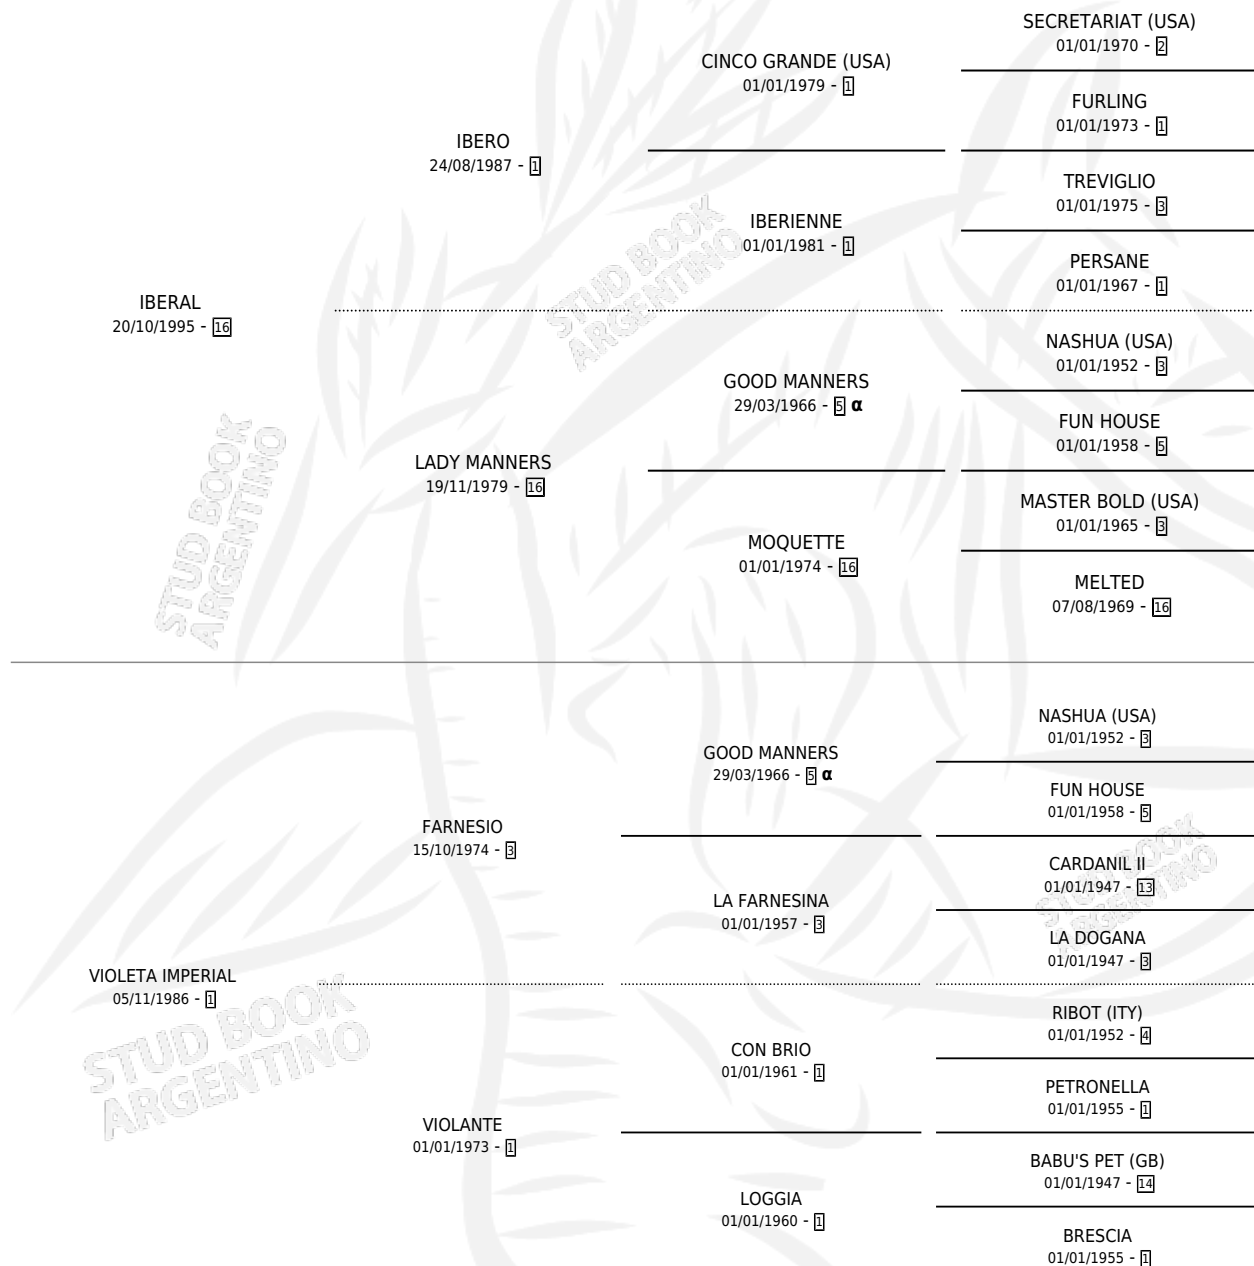 SECRETARIAT (USA)
01/01/1970 - 2
CINCO GRANDE (USA)
01/01/1979 - 1
FURLING
01/01/1973 - 1
IBERO
24/08/1987 - 1
TREVIGLIO
01/01/1975 - 3
IBERIENNE
01/01/1981 - 1
PERSANE
01/01/1967 - 1
IBERAL
20/10/1995 - 16
NASHUA (USA)
01/01/1952 - 3
GOOD MANNERS
29/03/1966 - 5 α
FUN HOUSE
01/01/1958 - 5
LADY MANNERS
19/11/1979 - 16
MASTER BOLD (USA)
01/01/1965 - 3
MOQUETTE
01/01/1974 - 16
MELTED
07/08/1969 - 16
NASHUA (USA)
01/01/1952 - 3
GOOD MANNERS
29/03/1966 - 5 α
FUN HOUSE
01/01/1958 - 5
FARNESIO
15/10/1974 - 3
CARDANIL II
01/01/1947 - 13
LA FARNESINA
01/01/1957 - 3
LA DOGANA
01/01/1947 - 3
VIOLETA IMPERIAL
05/11/1986 - 1
RIBOT (ITY)
01/01/1952 - 4
CON BRIO
01/01/1961 - 1
PETRONELLA
01/01/1955 - 1
VIOLANTE
01/01/1973 - 1
BABU'S PET (GB)
01/01/1947 - 14
LOGGIA
01/01/1960 - 1
BRESCIA
01/01/1955 - 1
STUD BOOK
ARGENTINO
STUD BOOK
ARGENTINO
STUD BOOK
ARGENTINO
STUD BOOK
ARGENTINO